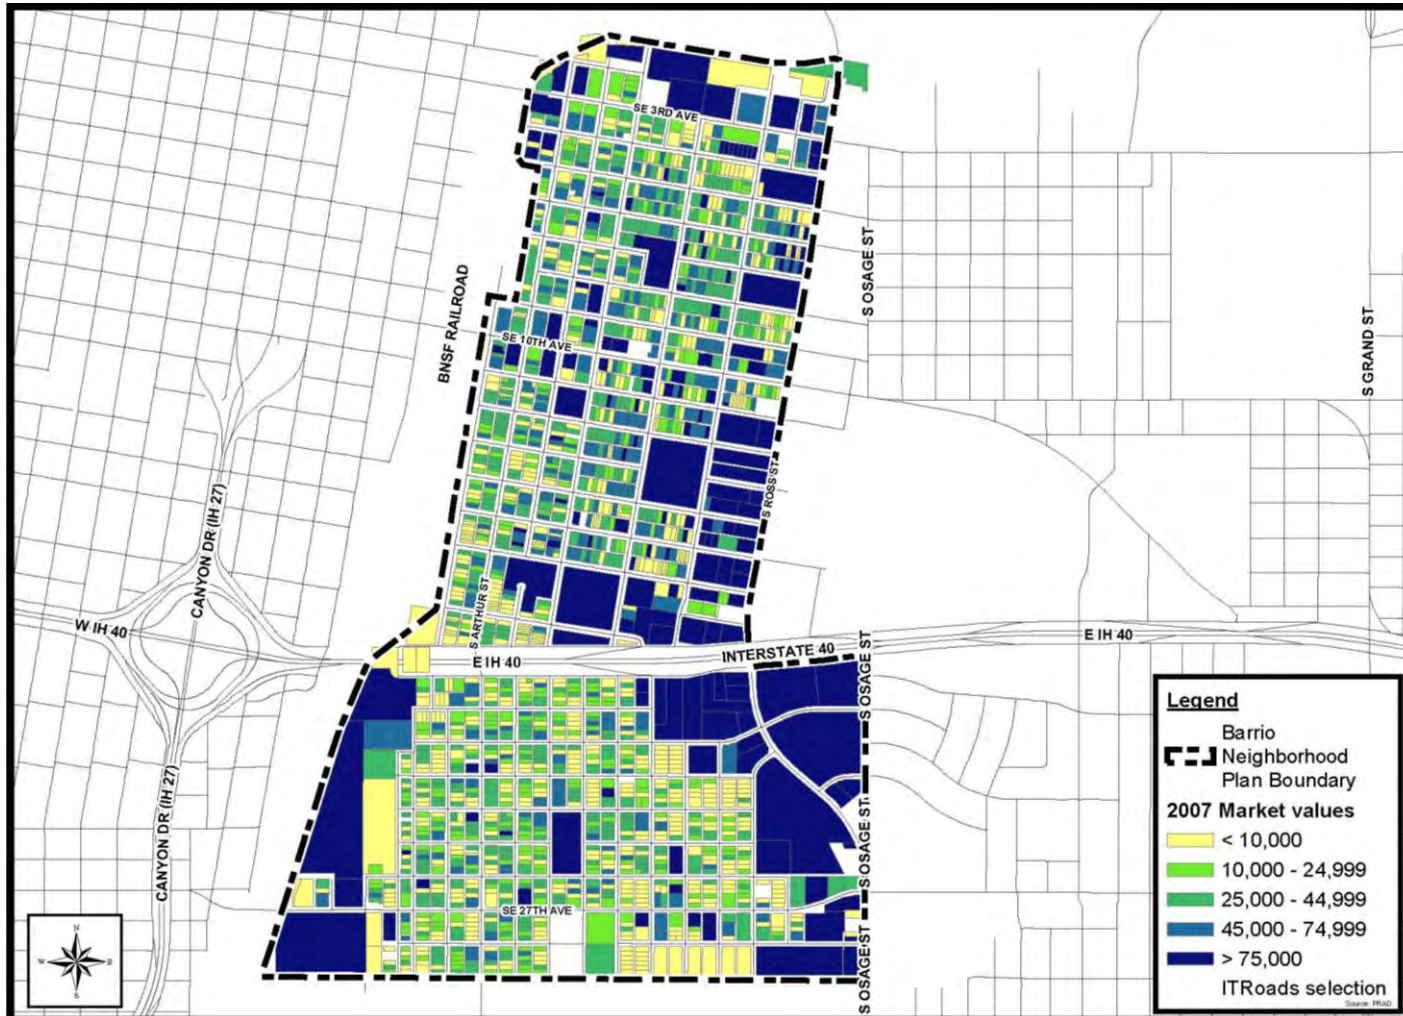 SE 3RD AVE
S OSAGE ST
BNSF RAILROAD
S GRAND ST
SE 10TH AVE
S ROSS ST
CANYON DR (IH 27)
W IH 40
S ARTHUR ST
E IH 40
INTERSTATE 40
E IH 40
S OSAGE ST
CANYON DR (IH 27)
S OSAGE ST
SE 27TH AVE
S OSAGE ST
N
W
E
S
Legend
Barrio
Neighborhood
Plan Boundary
2007 Market values
< 10,000
10,000 - 24,999
25,000 - 44,999
45,000 - 74,999
> 75,000
ITRoads selection
Source: PRAD